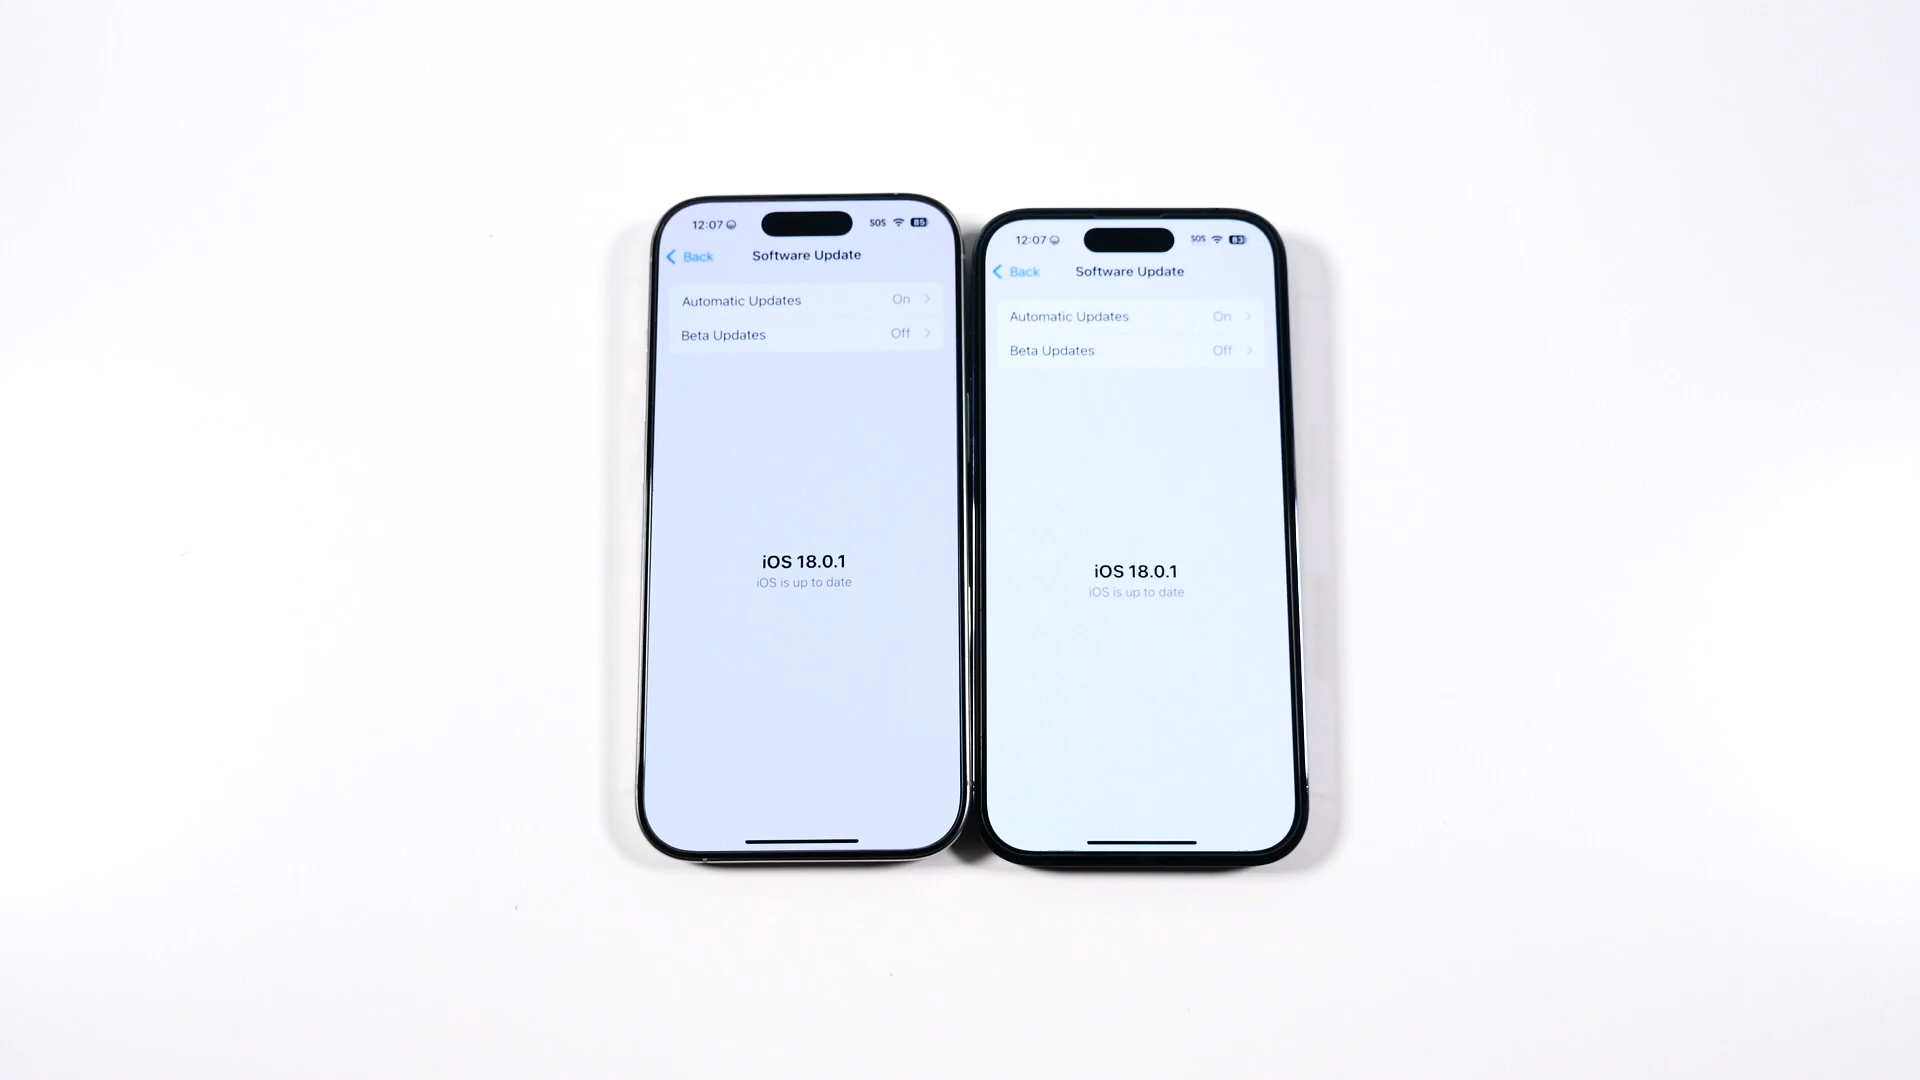 12:07 SOS 85
Back Software Update
Automatic Updates On
Beta Updates Off
iOS 18.0.1
iOS is up to date
12:07 SOS 83
Back Software Update
Automatic Updates On
Beta Updates Off
iOS 18.0.1
iOS is up to date